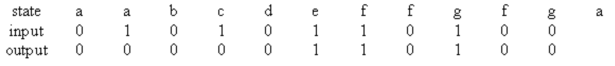 state a a b c d e f f g f g a
input 0 1 0 1 0 1 1 0 1 0 0
output 0 0 0 0 0 1 1 0 1 0 0